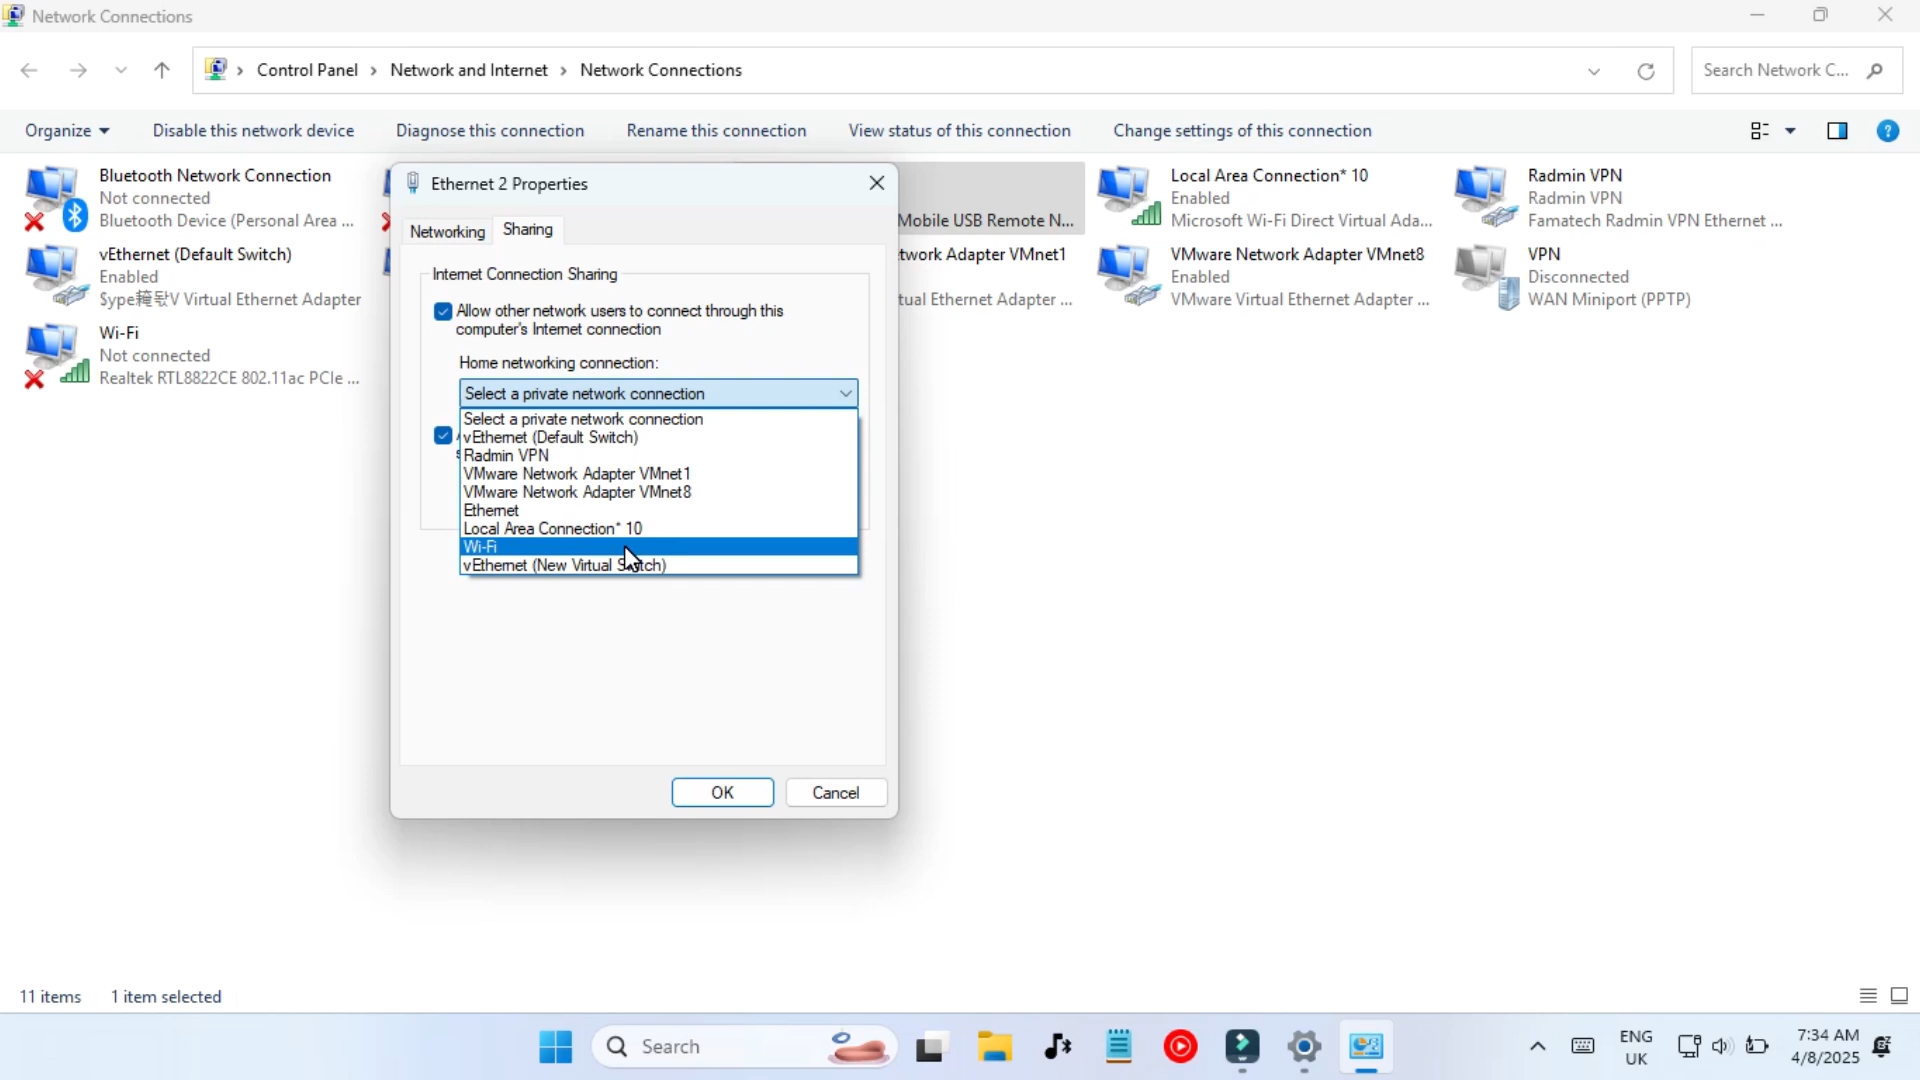 Network Connections
Control Panel › Network and Internet › Network Connections
Search Network C...
Organize
Disable this network device
Diagnose this connection
Rename this connection
View status of this connection
Change settings of this connection
Bluetooth Network Connection
Not connected
Bluetooth Device (Personal Area ...
Mobile USB Remote N...
Local Area Connection* 10
Enabled
Microsoft Wi-Fi Direct Virtual Ada...
Radmin VPN
Radmin VPN
Famatech Radmin VPN Ethernet ...
vEthernet (Default Switch)
Enabled
V Virtual Ethernet Adapter
twork Adapter VMnet1
tual Ethernet Adapter ...
VMware Network Adapter VMnet8
Enabled
VMware Virtual Ethernet Adapter ...
VPN
Disconnected
WAN Miniport (PPTP)
Wi-Fi
Not connected
Realtek RTL8822CE 802.11ac PCIe ...
Ethernet 2 Properties
Networking
Sharing
Internet Connection Sharing
Allow other network users to connect through this
computer's Internet connection
Home networking connection:
Select a private network connection
Select a private network connection
vEthernet (Default Switch)
Radmin VPN
VMware Network Adapter VMnet1
VMware Network Adapter VMnet8
Ethernet
Local Area Connection* 10
Wi-Fi
vEthernet (New Virtual Switch)
OK
Cancel
11 items
1 item selected
Search
ENG
UK
7:34 AM
4/8/2025